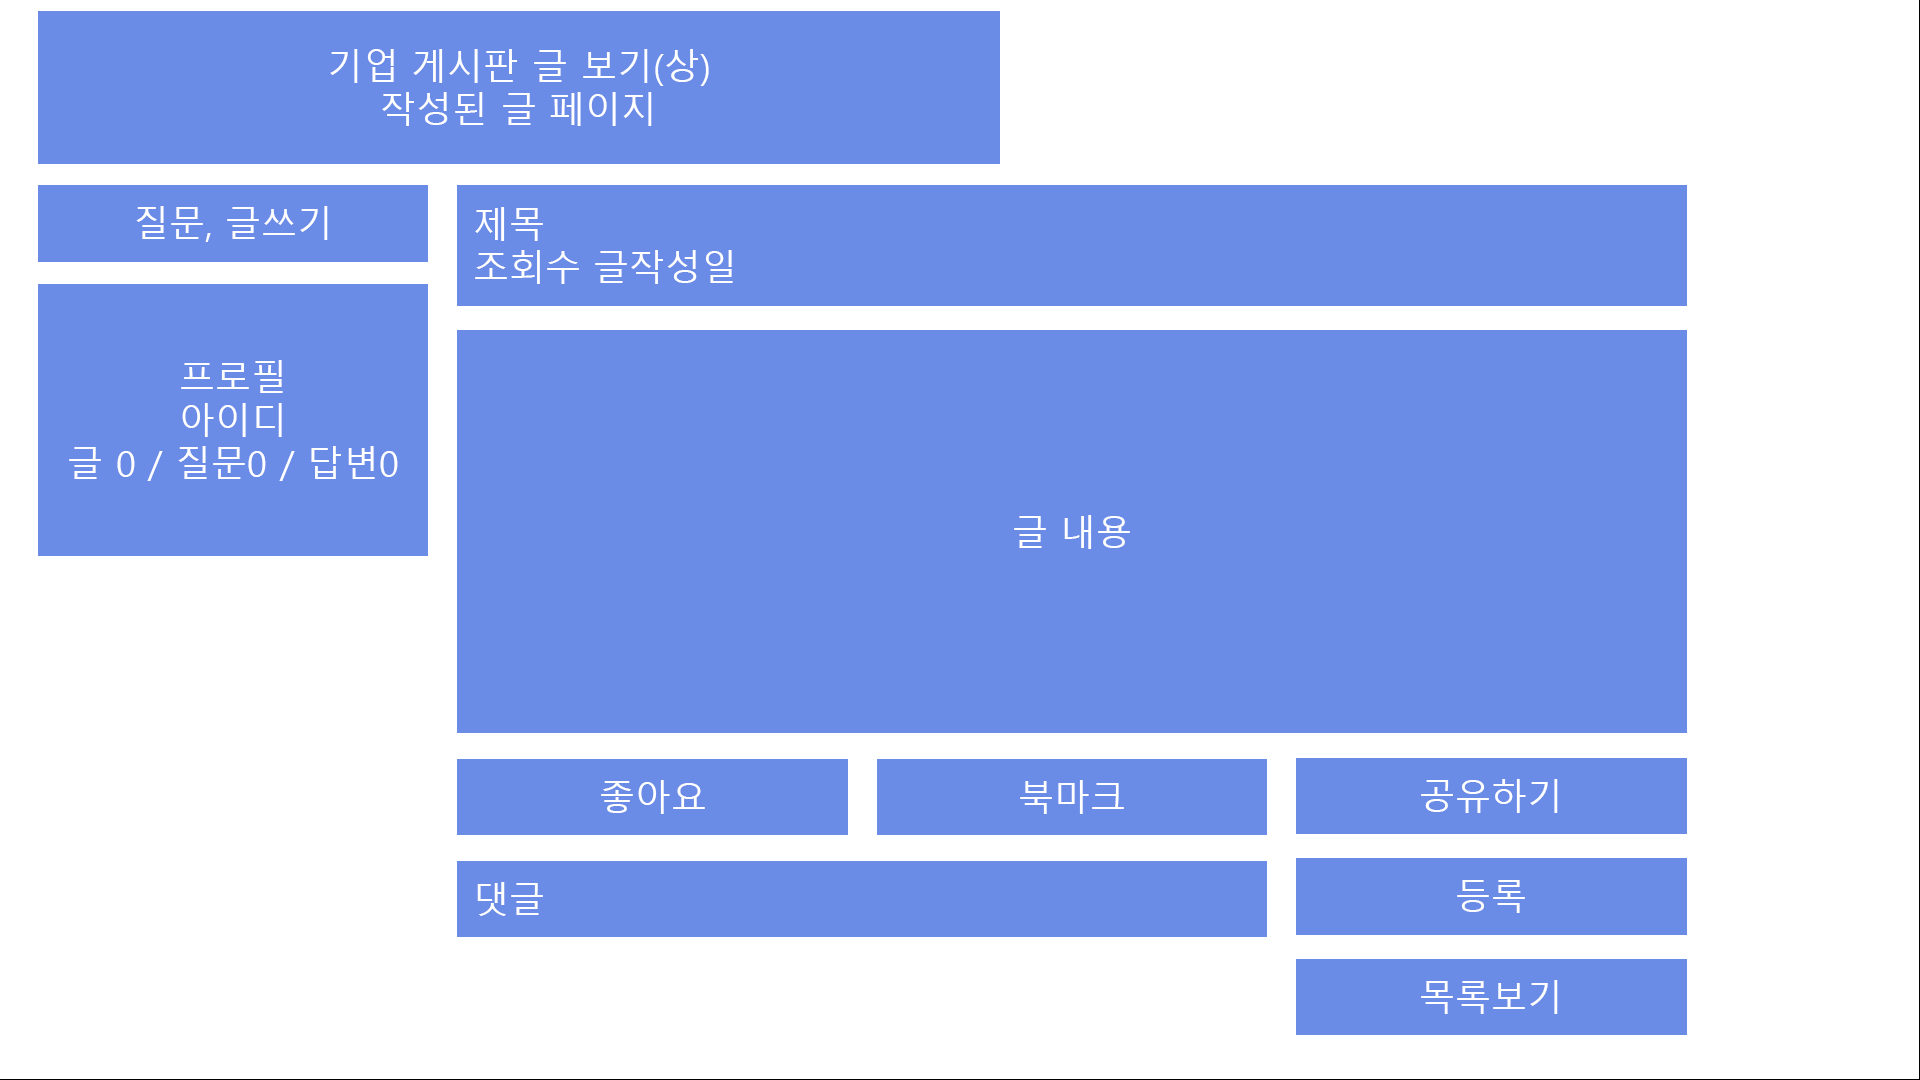 기업 게시판 글 보기(상)
작성된 글 페이지
질문, 글쓰기
프로필
아이디
글 0 / 질문0 / 답변0
제목
조회수 글작성일
글 내용
좋아요
북마크
공유하기
댓글
등록
목록보기